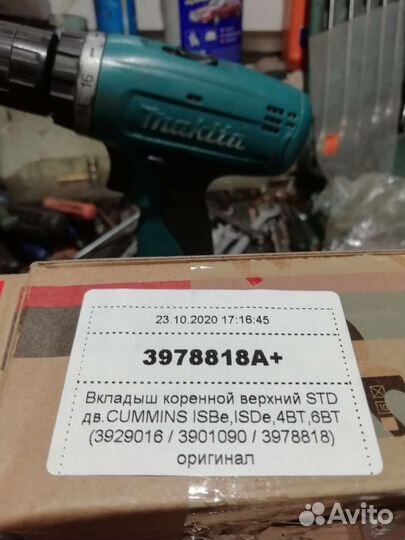 16
makita
23.10.2020 17:16:45
3978818A+
Вкладыш коренной верхний STD
дв.CUMMINS ISBe,ISDe,4BT,6BT
(3929016 / 3901090 / 3978818)
оригинал
Avito